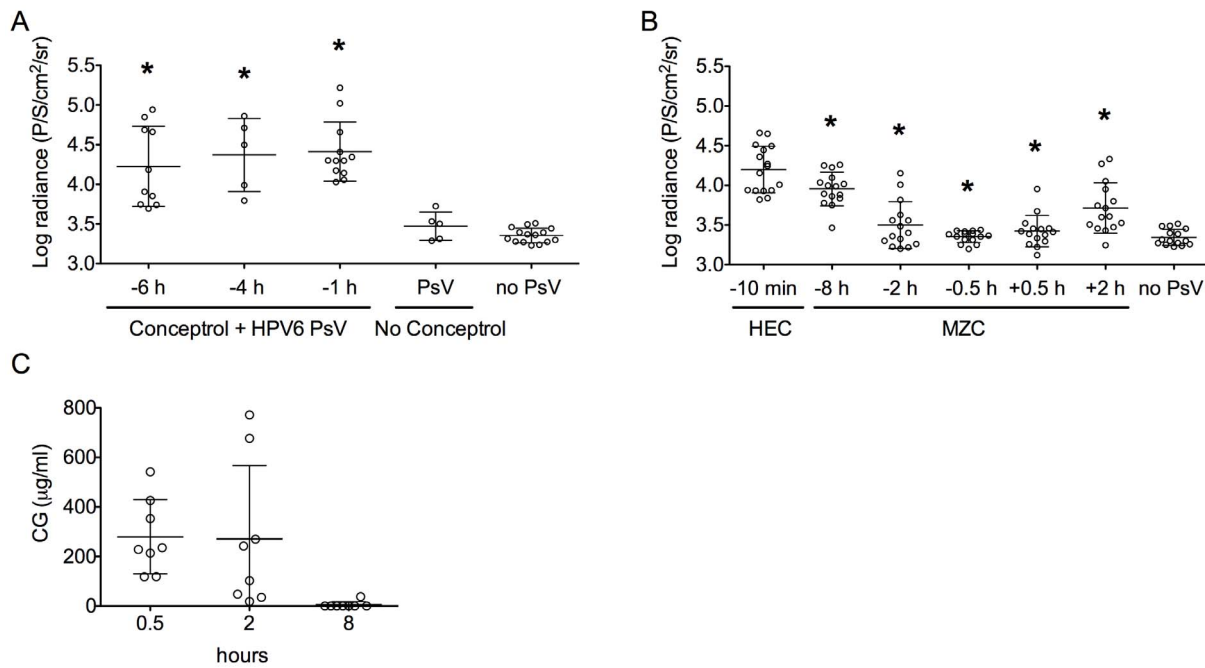 A
Log radiance (P/S/cm²/sr)
5.5
5.0
4.5
4.0
3.5
3.0
* * *
-6 h -4 h -1 h PsV no PsV
Conceptrol + HPV6 PsV No Conceptrol
B
Log radiance (P/S/cm²/sr)
5.5
5.0
4.5
4.0
3.5
3.0
* * * * *
-10 min -8 h -2 h -0.5 h +0.5 h +2 h no PsV
HEC MZC
C
CG (µg/ml)
800
600
400
200
0
0.5 2 8
hours